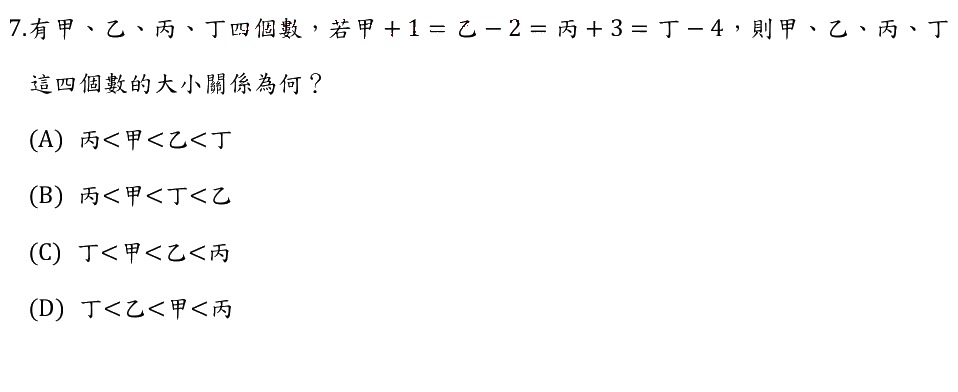 7.有甲、乙、丙、丁四個數，若甲+1=乙−2=丙+3=丁−4，則甲、乙、丙、丁
這四個數的大小關係為何？
(A) 丙<甲<乙<丁
(B) 丙<甲<丁<乙
(C) 丁<甲<乙<丙
(D) 丁<乙<甲<丙